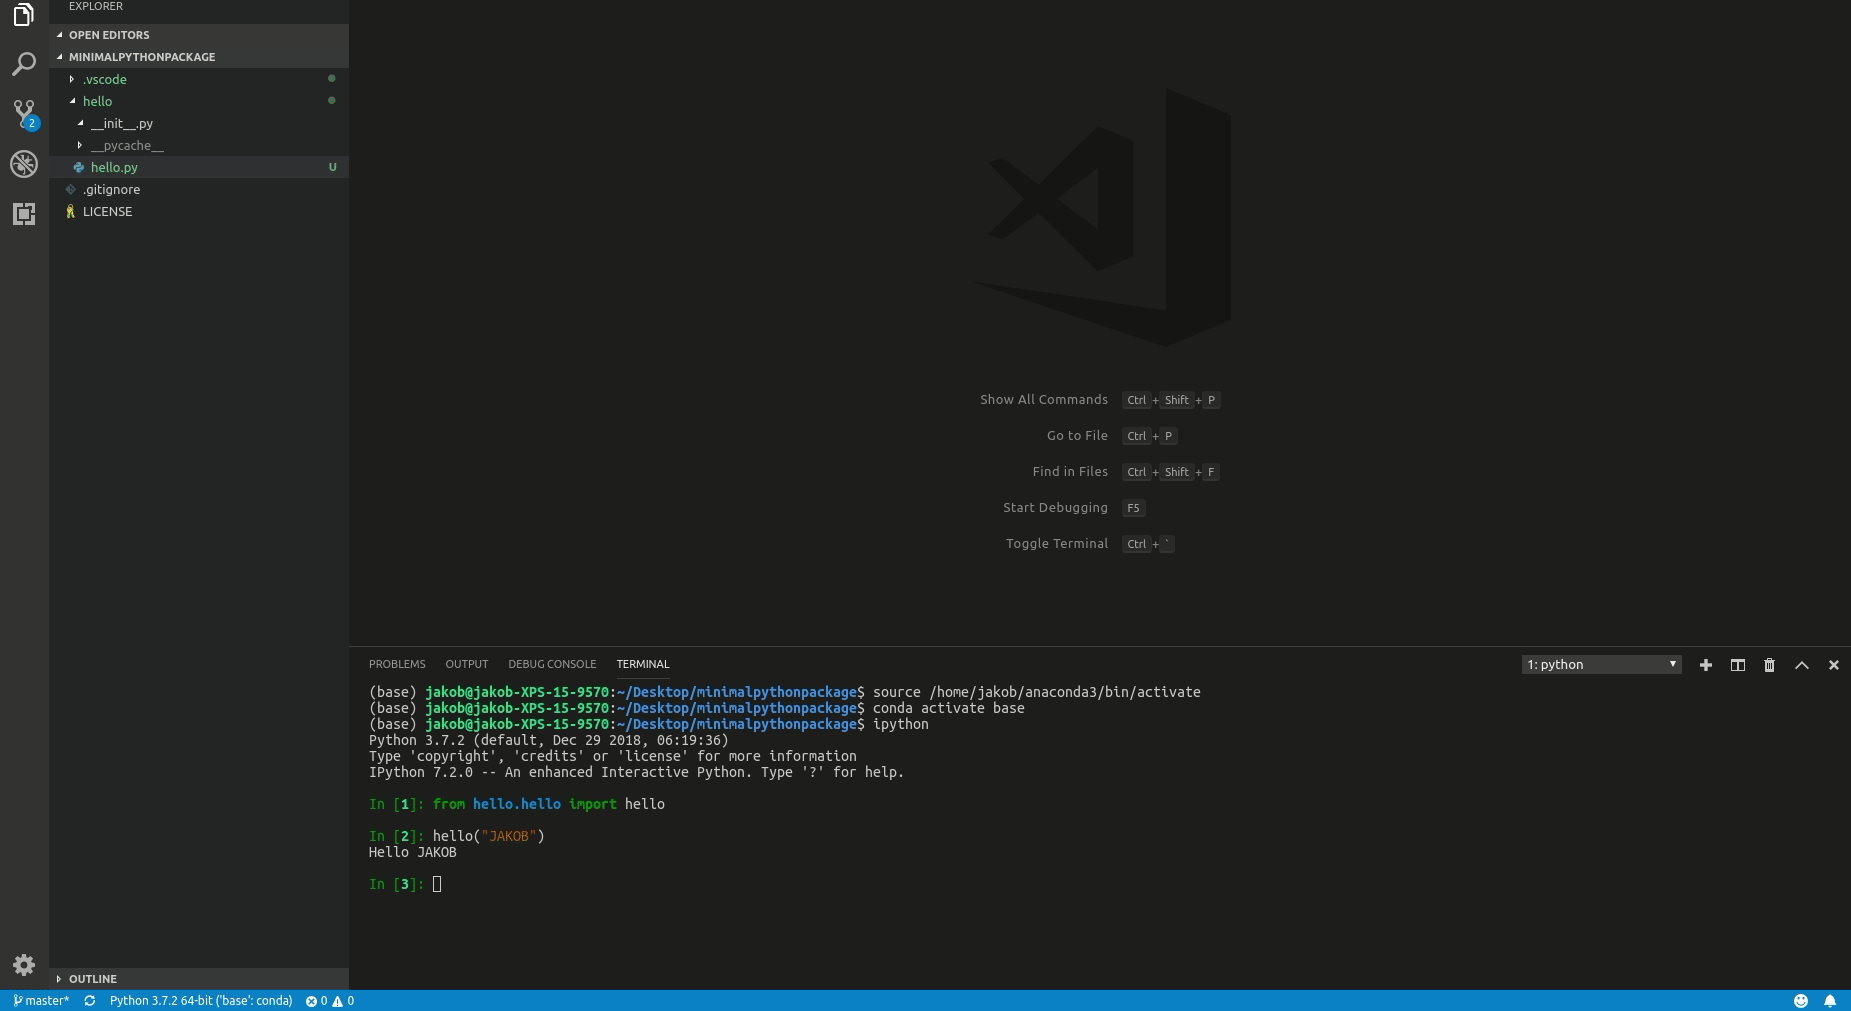 EXPLORER
OPEN EDITORS
MINIMALPYTHONPACKAGE
.vscode
hello
__init__.py
__pycache__
hello.py U
.gitignore
LICENSE
OUTLINE
2
Show All Commands Ctrl + Shift + P
Go to File Ctrl + P
Find in Files Ctrl + Shift + F
Start Debugging F5
Toggle Terminal Ctrl + `
PROBLEMS OUTPUT DEBUG CONSOLE TERMINAL 1: python
(base) jakob@jakob-XPS-15-9570:~/Desktop/minimalpythonpackage$ source /home/jakob/anaconda3/bin/activate
(base) jakob@jakob-XPS-15-9570:~/Desktop/minimalpythonpackage$ conda activate base
(base) jakob@jakob-XPS-15-9570:~/Desktop/minimalpythonpackage$ ipython
Python 3.7.2 (default, Dec 29 2018, 06:19:36)
Type 'copyright', 'credits' or 'license' for more information
IPython 7.2.0 -- An enhanced Interactive Python. Type '?' for help.
In [1]: from hello.hello import hello
In [2]: hello("JAKOB")
Hello JAKOB
In [3]:
master* Python 3.7.2 64-bit ('base': conda) 0 0